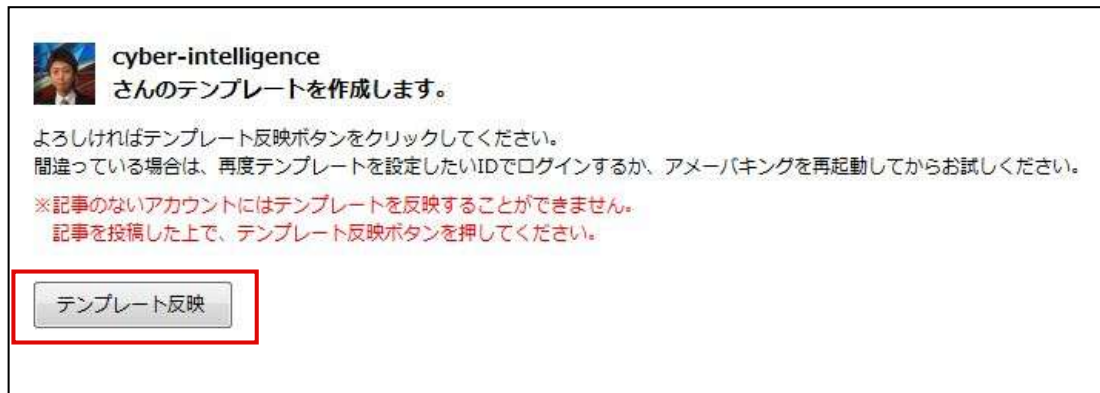 cyber-intelligence
さんのテンプレートを作成します。
よろしければテンプレート反映ボタンをクリックしてください。
間違っている場合は、再度テンプレートを設定したいIDでログインするか、アメーバキングを再起動してからお試しください。
※記事のないアカウントにはテンプレートを反映することができません。
記事を投稿した上で、テンプレート反映ボタンを押してください。
テンプレート反映